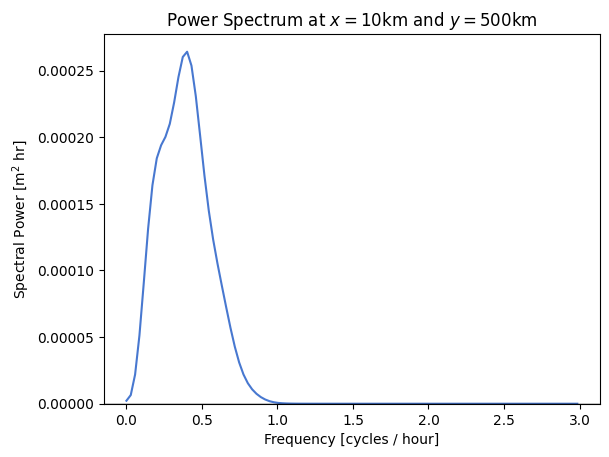 Power Spectrum at x = 10km and y = 500km
Spectral Power [m² hr]
0.00025
0.00020
0.00015
0.00010
0.00005
0.00000
0.0 0.5 1.0 1.5 2.0 2.5 3.0
Frequency [cycles / hour]